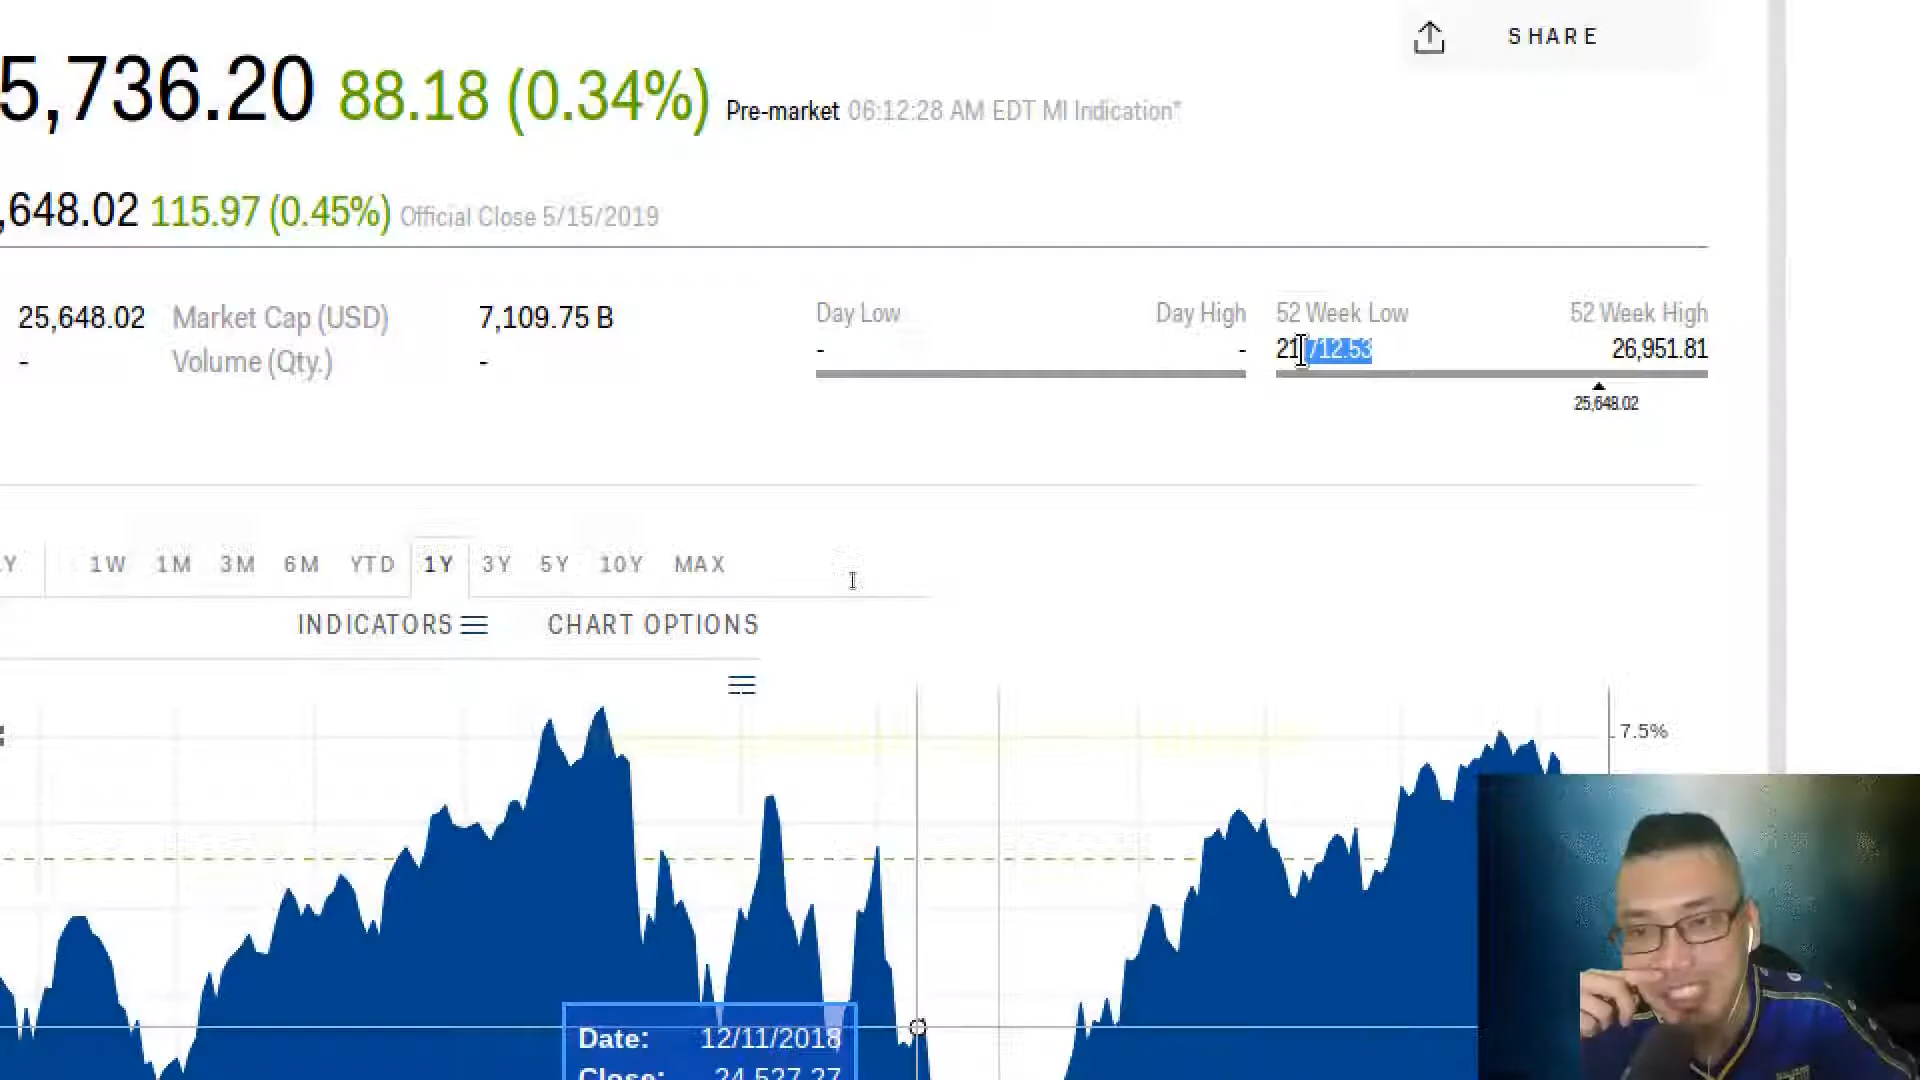 SHARE
5,736.20 88.18 (0.34%) Pre-market 06:12:28 AM EDT MI Indication*
,648.02 115.97 (0.45%) Official Close 5/15/2019
25,648.02 Market Cap (USD) 7,109.75 B
- Volume (Qty.) -
Day Low Day High 52 Week Low 52 Week High
- - 21,712.53 26,951.81
25,648.02
Y 1W 1M 3M 6M YTD 1Y 3Y 5Y 10Y MAX
INDICATORS CHART OPTIONS
7.5%
Date: 12/11/2018
Close: 24,527.27